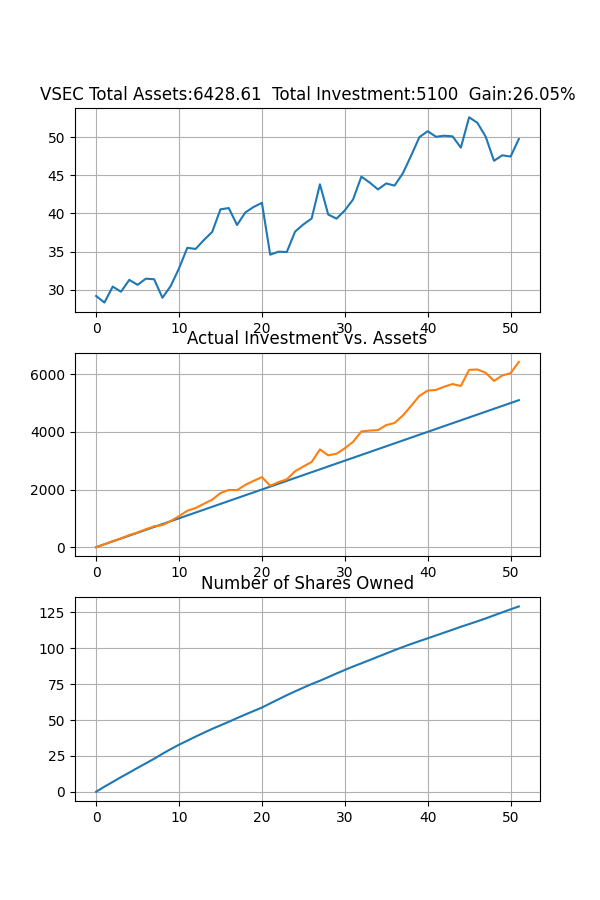 VSEC Total Assets:6428.61  Total Investment:5100  Gain:26.05%
50
45
40
35
30
0 10 20 30 40 50
Actual Investment vs. Assets
6000
4000
2000
0
0 10 20 30 40 50
Number of Shares Owned
125
100
75
50
25
0
0 10 20 30 40 50